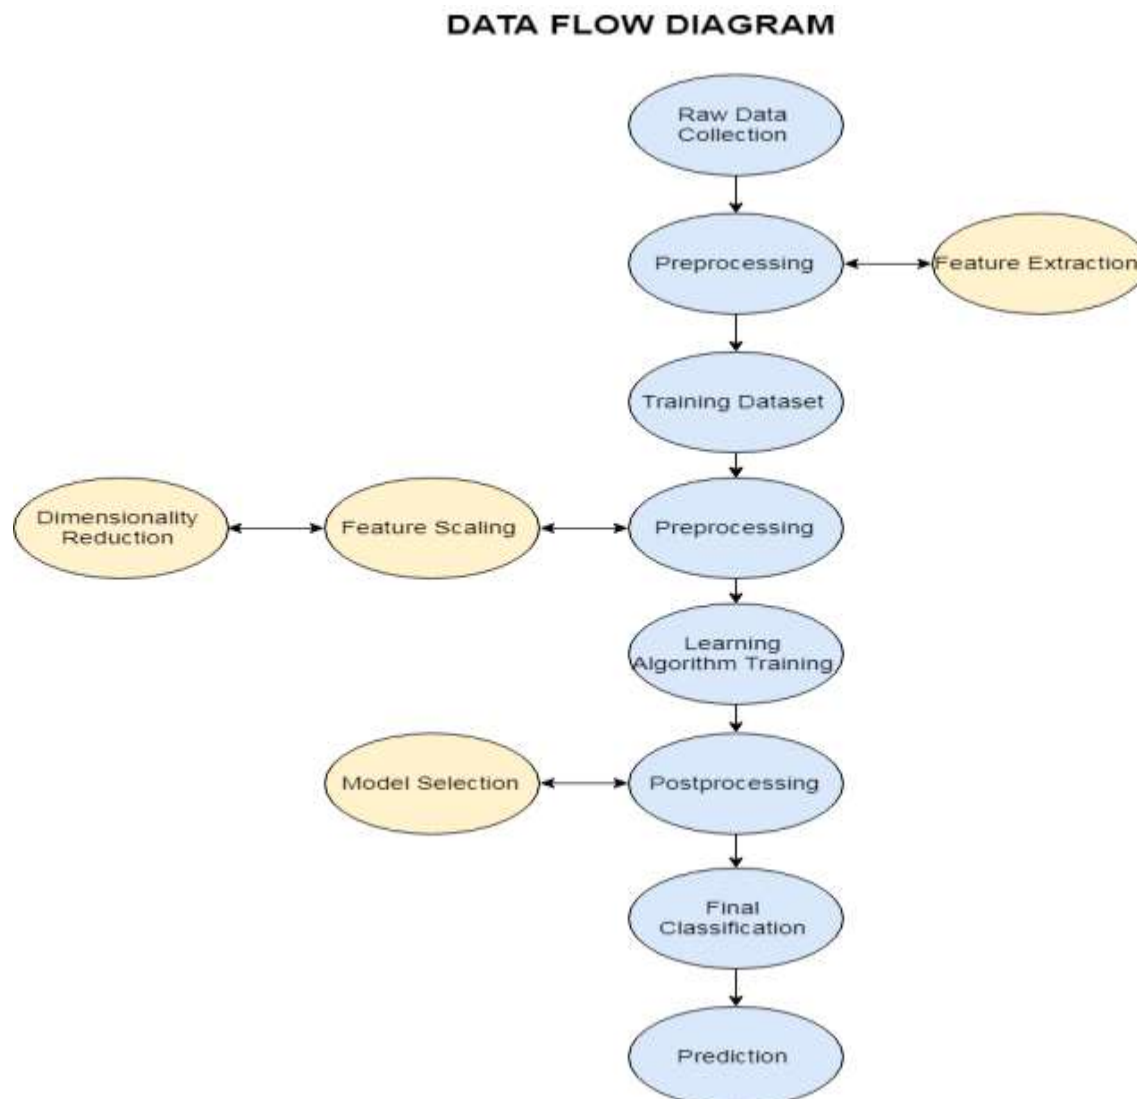 DATA FLOW DIAGRAM
Raw Data
Collection
Preprocessing
Feature Extraction
Training Dataset
Dimensionality
Reduction
Feature Scaling
Preprocessing
Learning
Algorithm Training
Model Selection
Postprocessing
Final
Classification
Prediction